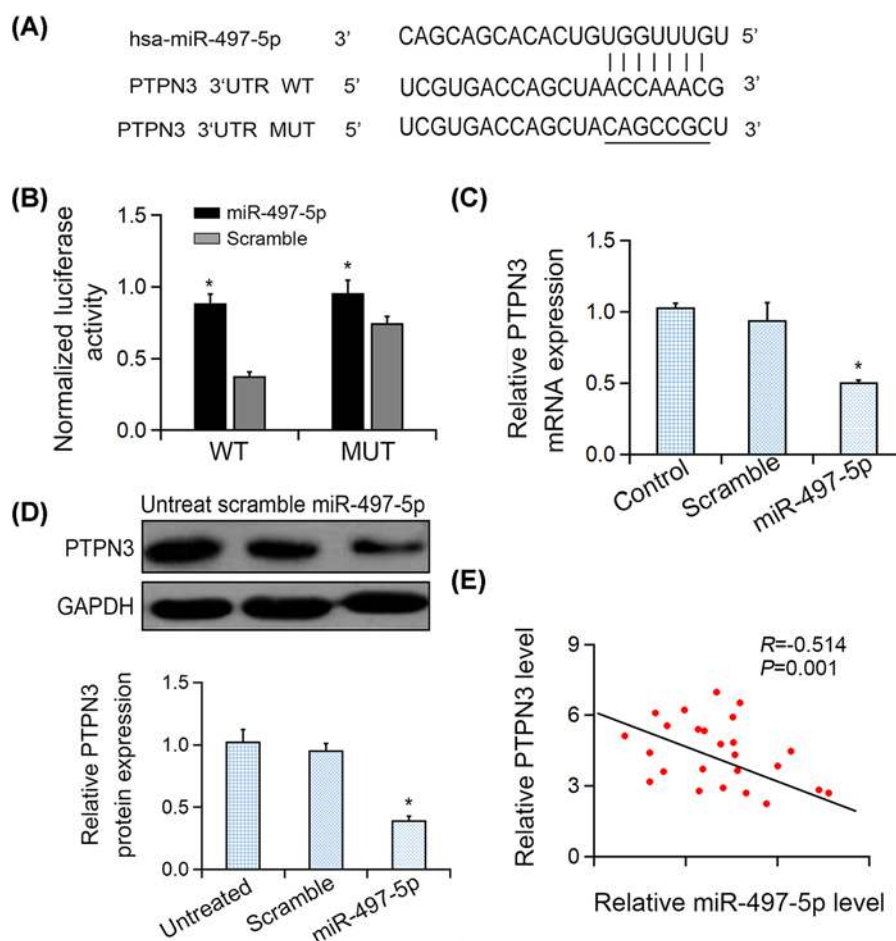 (A)
hsa-miR-497-5p 3’ CAGCAGCACACUGUGGUUUGU 5’
PTPN3 3‘UTR WT 5’ UCGUGACCAGCUAACCAAACG 3’
PTPN3 3‘UTR MUT 5’ UCGUGACCAGCUACAGCCGCU 3’
(B)
Normalized luciferase
activity
1.5
1.0
0.5
0.0
miR-497-5p
Scramble
*
*
WT MUT
(C)
Relative PTPN3
mRNA expression
1.5
1.0
0.5
0.0
*
Control
Scramble
miR-497-5p
(D)
Untreat scramble miR-497-5p
PTPN3
GAPDH
Relative PTPN3
protein expression
1.5
1.0
0.5
0.0
*
Untreated
Scramble
miR-497-5p
(E)
Relative PTPN3 level
9
6
3
0
R=-0.514
P=0.001
Relative miR-497-5p level